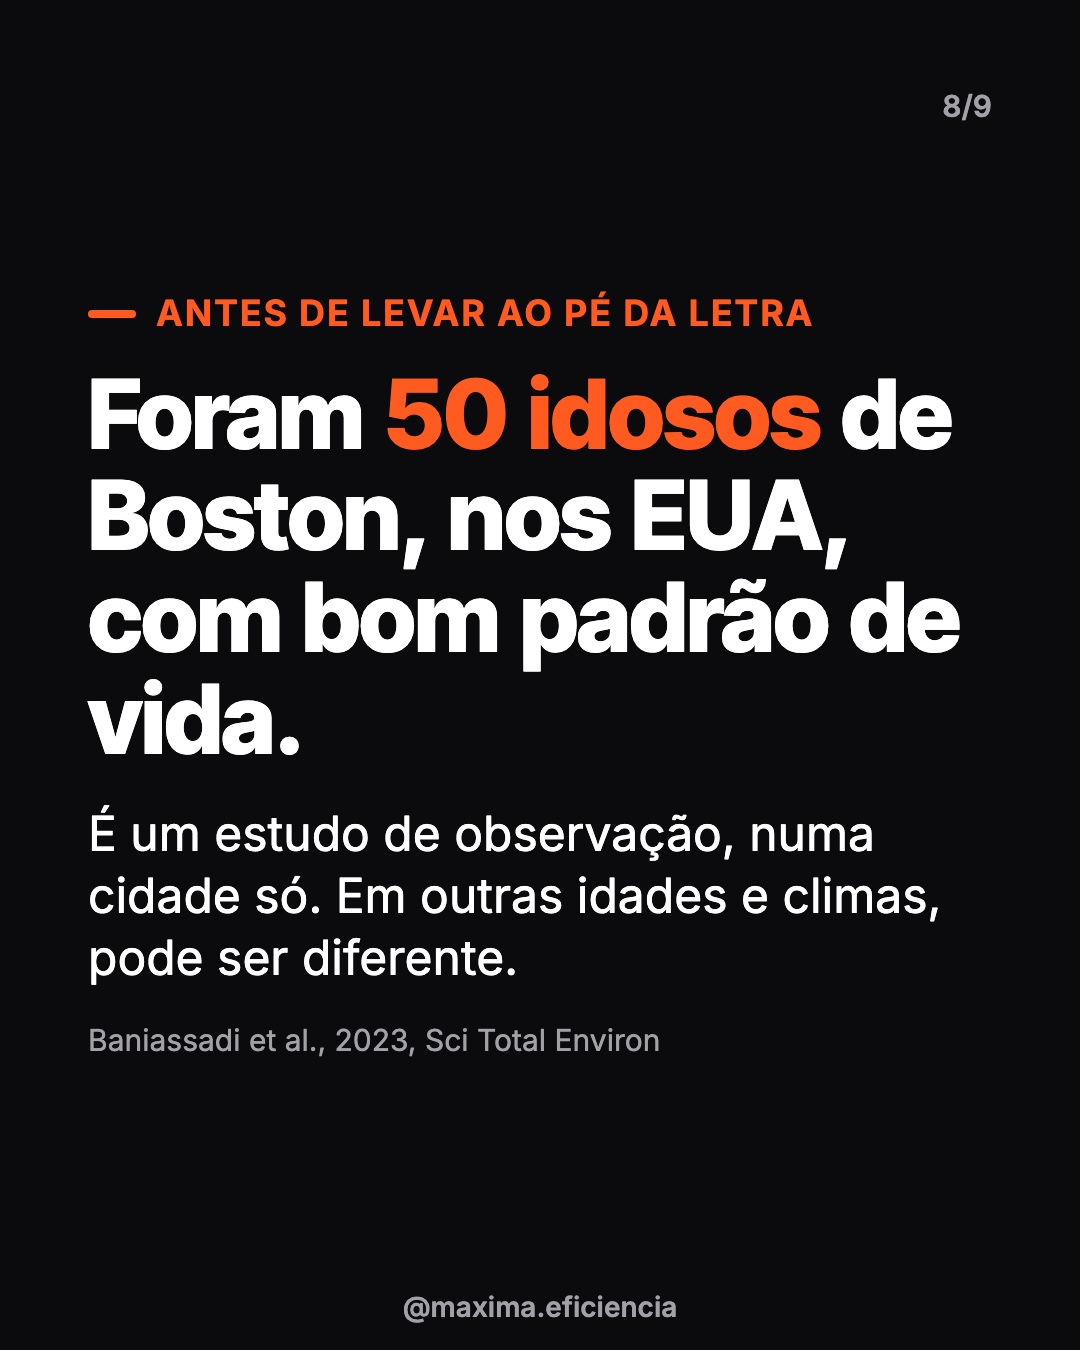 8/9
ANTES DE LEVAR AO PÉ DA LETRA
Foram 50 idosos de
Boston, nos EUA,
com bom padrão de
vida.
É um estudo de observação, numa
cidade só. Em outras idades e climas,
pode ser diferente.
Baniassadi et al., 2023, Sci Total Environ
@maxima.eficiencia